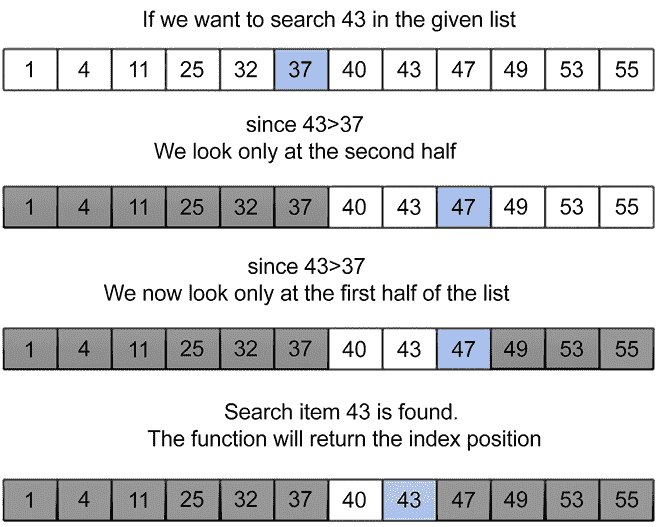 If we want to search 43 in the given list
1 4 11 25 32 37 40 43 47 49 53 55
since 43>37
We look only at the second half
1 4 11 25 32 37 40 43 47 49 53 55
since 43>37
We now look only at the first half of the list
1 4 11 25 32 37 40 43 47 49 53 55
Search item 43 is found.
The function will return the index position
1 4 11 25 32 37 40 43 47 49 53 55